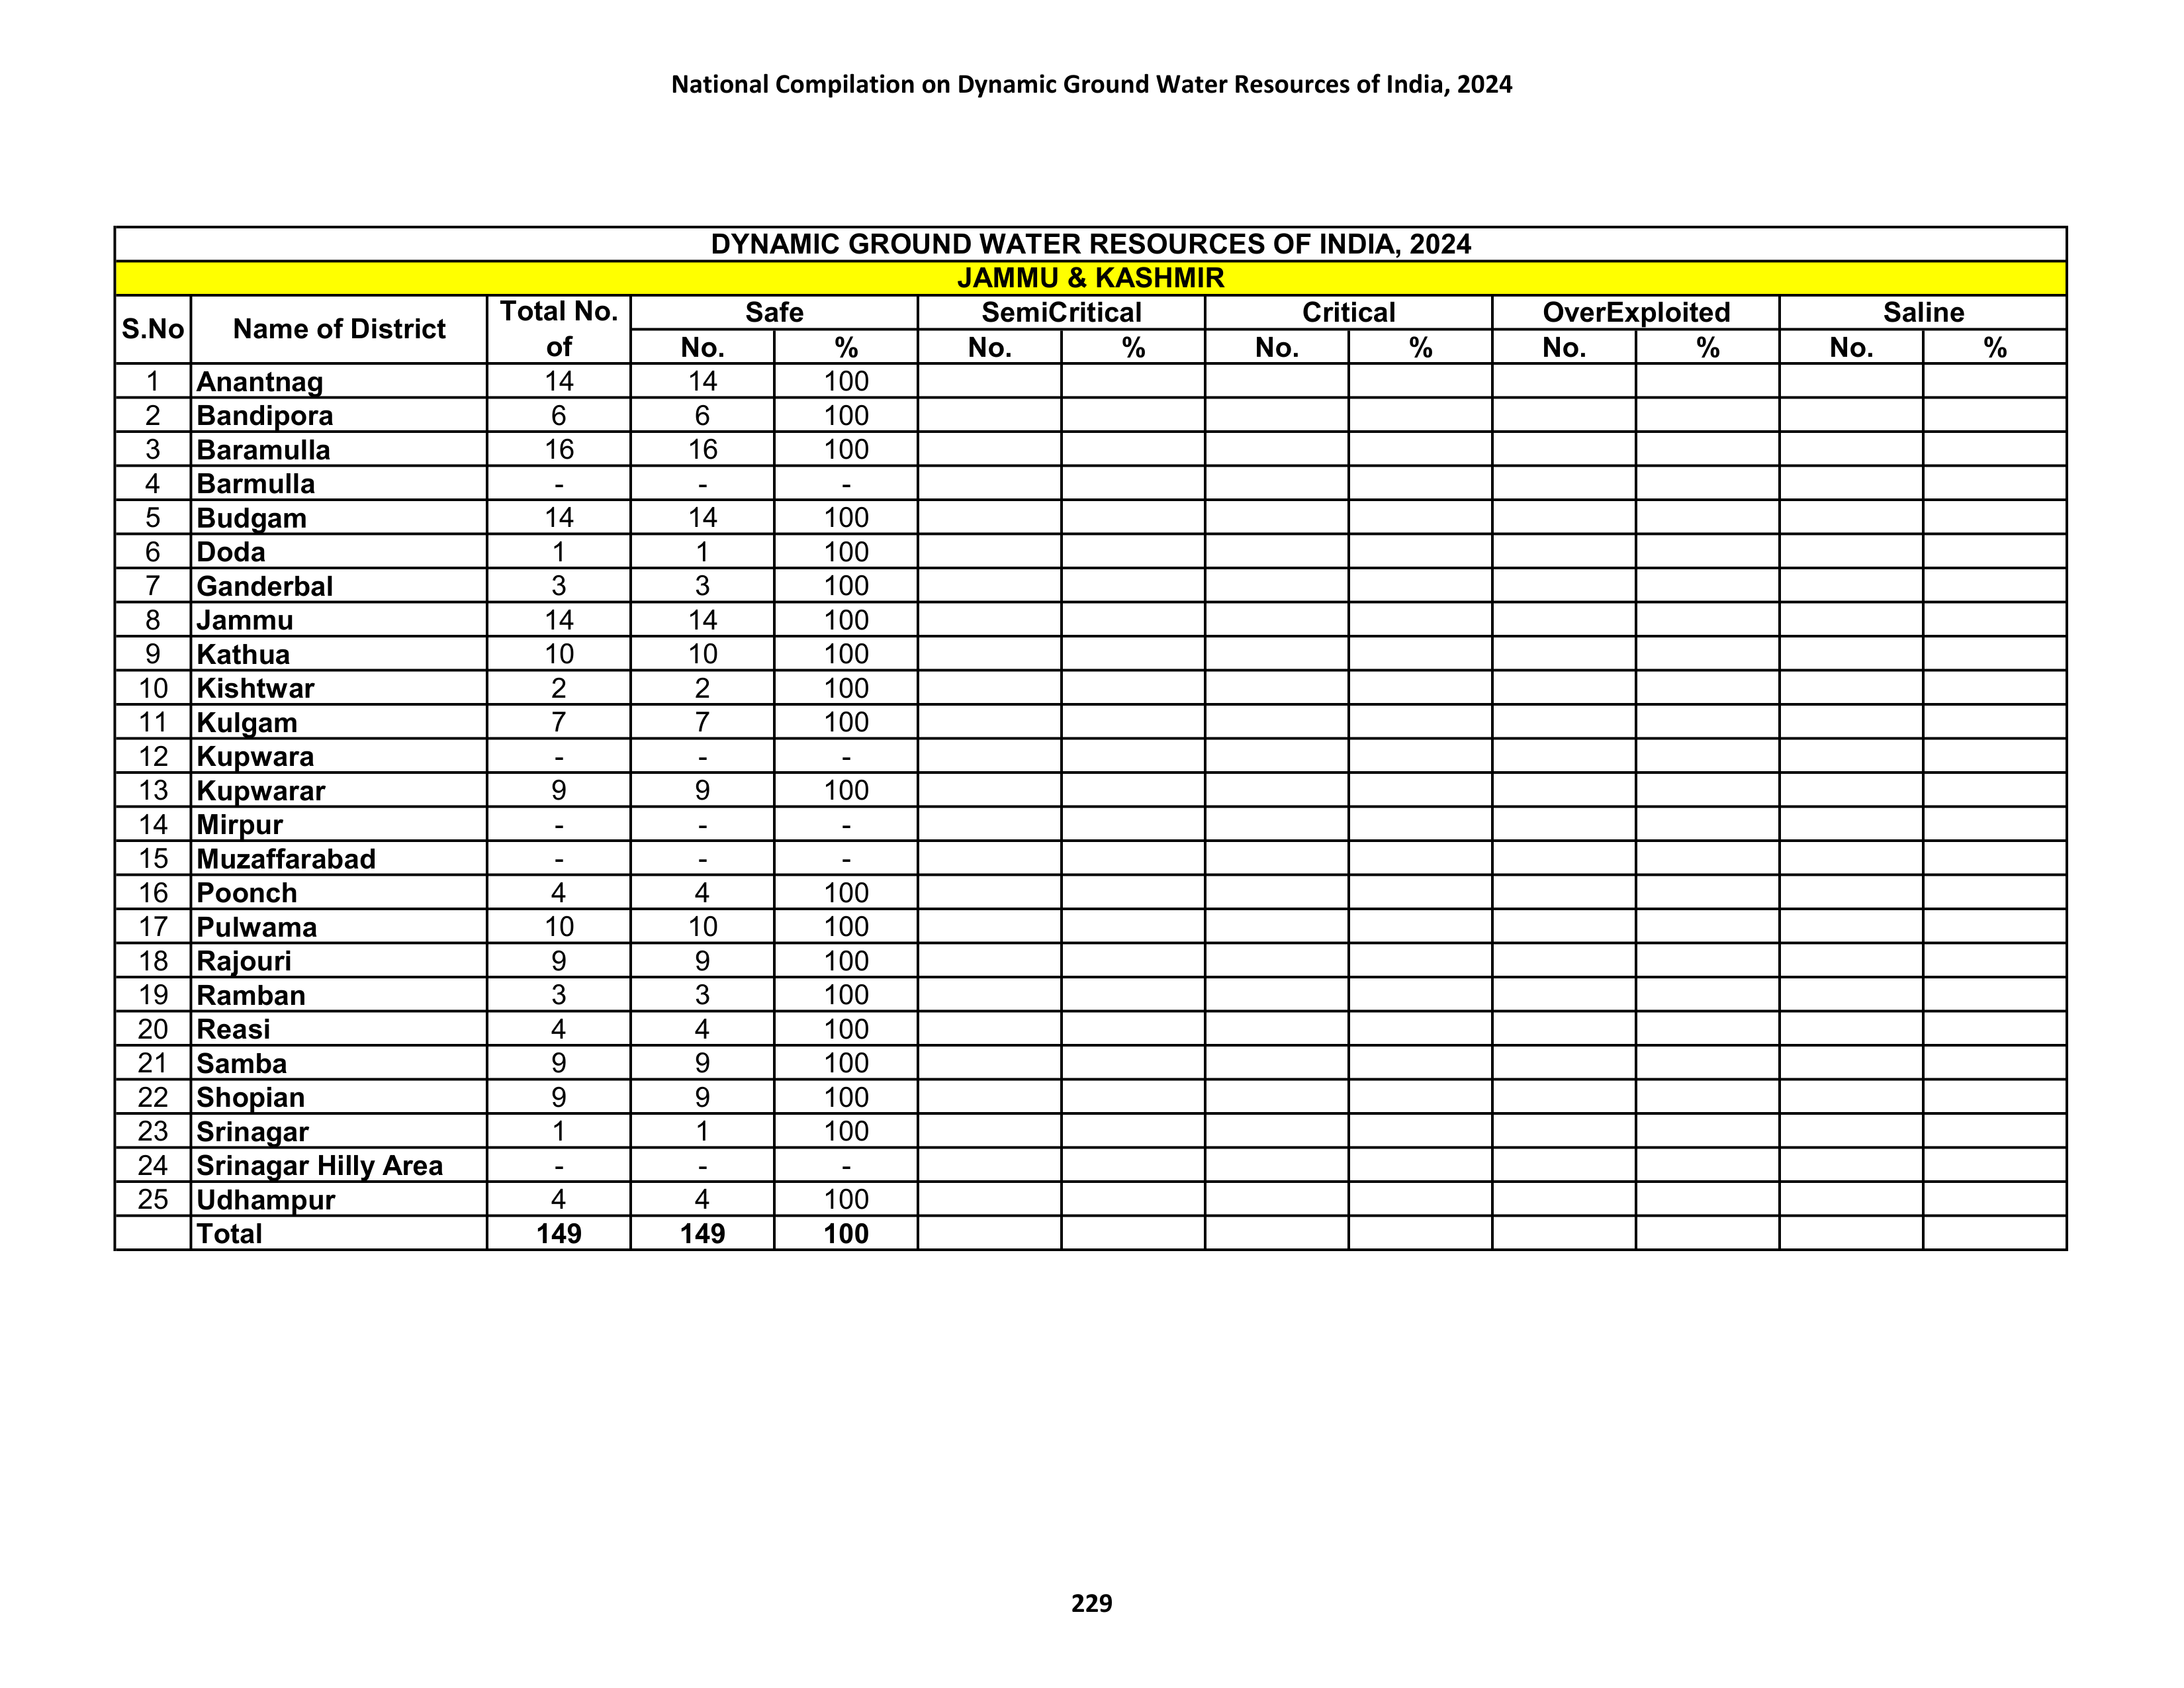 National Compilation on Dynamic Ground Water Resources of India, 2024
DYNAMIC GROUND WATER RESOURCES OF INDIA, 2024
JAMMU & KASHMIR
S.No Name of District Total No. of Safe SemiCritical Critical OverExploited Saline
No. % No. % No. % No. % No. %
1 Anantnag 14 14 100
2 Bandipora 6 6 100
3 Baramulla 16 16 100
4 Barmulla - - -
5 Budgam 14 14 100
6 Doda 1 1 100
7 Ganderbal 3 3 100
8 Jammu 14 14 100
9 Kathua 10 10 100
10 Kishtwar 2 2 100
11 Kulgam 7 7 100
12 Kupwara - - -
13 Kupwarar 9 9 100
14 Mirpur - - -
15 Muzaffarabad - - -
16 Poonch 4 4 100
17 Pulwama 10 10 100
18 Rajouri 9 9 100
19 Ramban 3 3 100
20 Reasi 4 4 100
21 Samba 9 9 100
22 Shopian 9 9 100
23 Srinagar 1 1 100
24 Srinagar Hilly Area - - -
25 Udhampur 4 4 100
Total 149 149 100
229